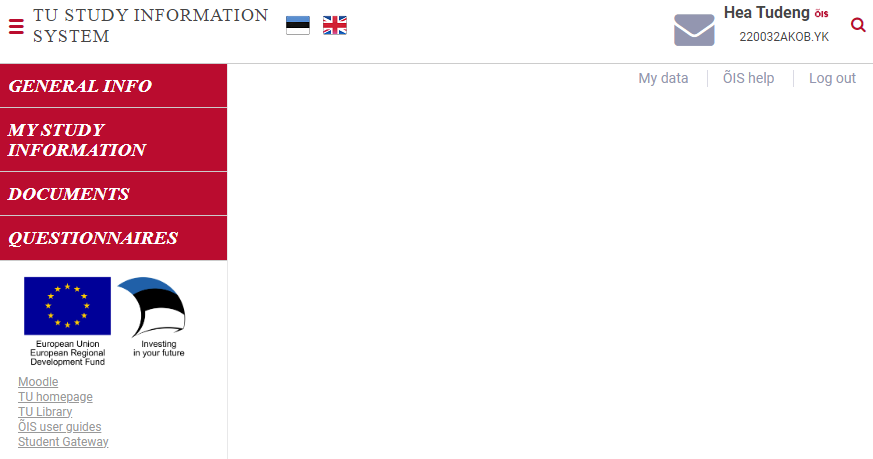 TU STUDY INFORMATION
SYSTEM
Hea Tudeng ÕIS
220032AKOB.YK
My data
ÕIS help
Log out
GENERAL INFO
MY STUDY
INFORMATION
DOCUMENTS
QUESTIONNAIRES
European Union
European Regional
Development Fund
Investing
in your future
Moodle
TU homepage
TU Library
ÕIS user guides
Student Gateway